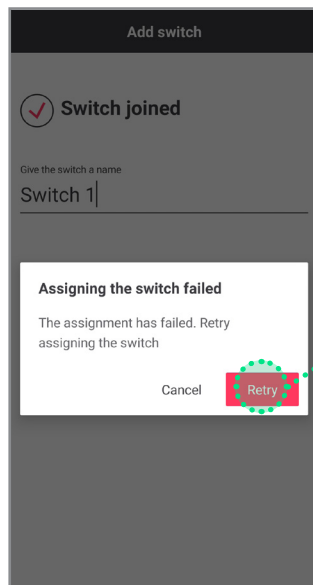 Add switch
Switch joined
Give the switch a name
Switch 1
Assigning the switch failed
The assignment has failed. Retry
assigning the switch
Cancel Retry